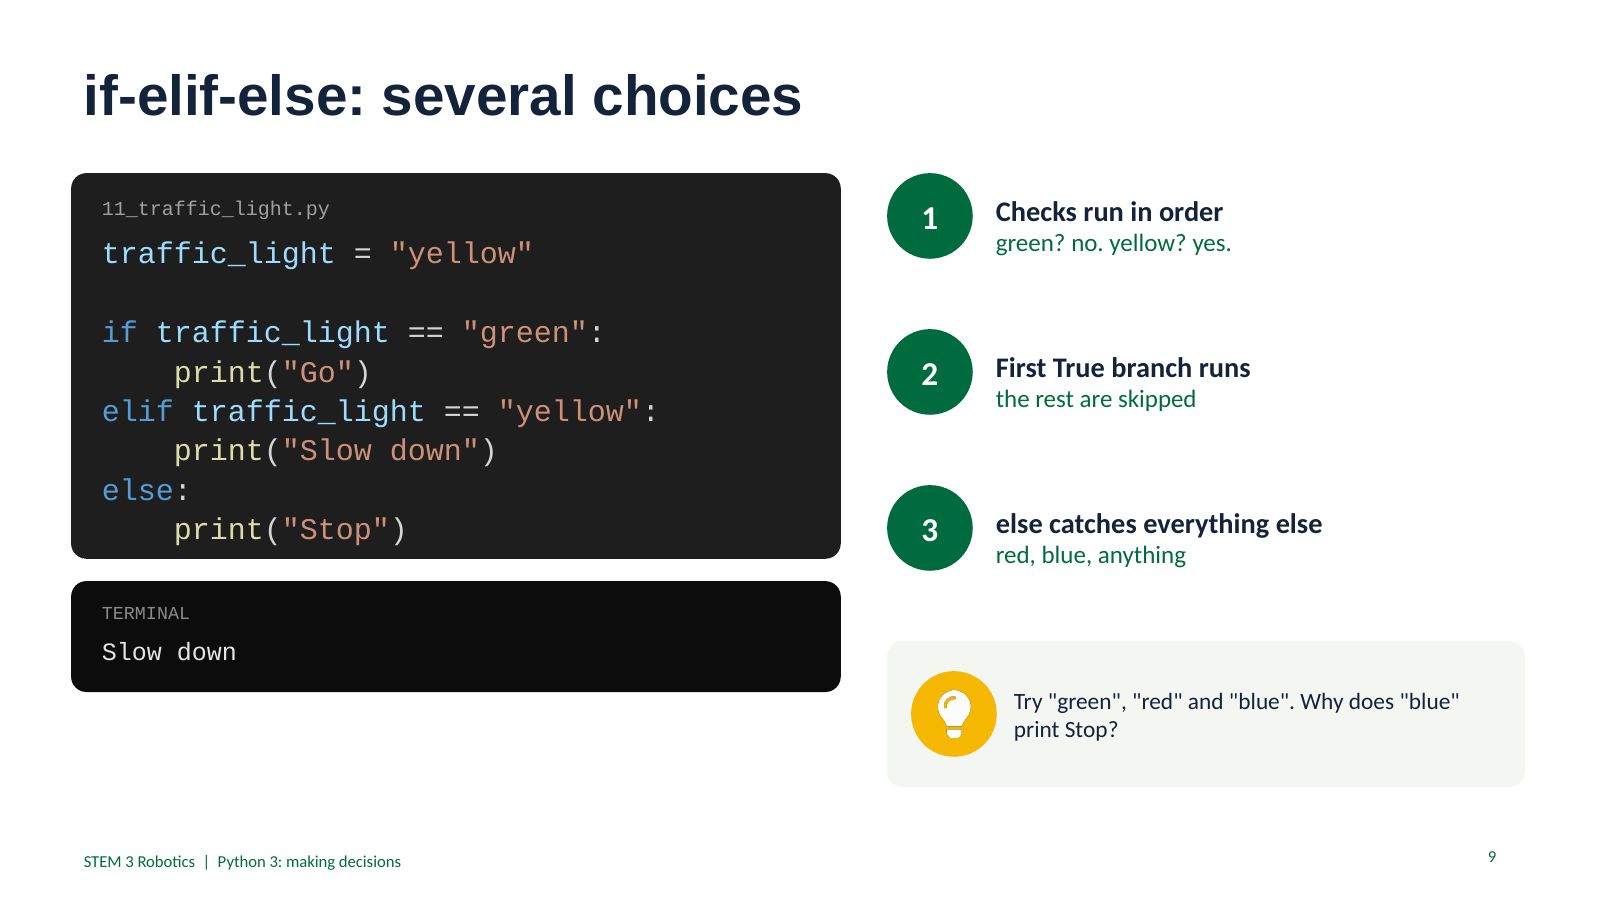 if-elif-else: several choices
11_traffic_light.py
traffic_light = "yellow"
if traffic_light == "green":
    print("Go")
elif traffic_light == "yellow":
    print("Slow down")
else:
    print("Stop")
TERMINAL
Slow down
1
Checks run in order
green? no. yellow? yes.
2
First True branch runs
the rest are skipped
3
else catches everything else
red, blue, anything
Try "green", "red" and "blue". Why does "blue"
print Stop?
STEM 3 Robotics | Python 3: making decisions
9